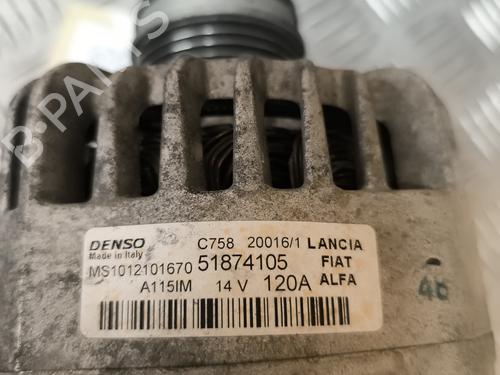 B-PARTS
DENSO C758 20016/1 LANCIA
Made in Italy
MS1012101670 51874105 FIAT
A115IM 14 V 120A ALFA
46